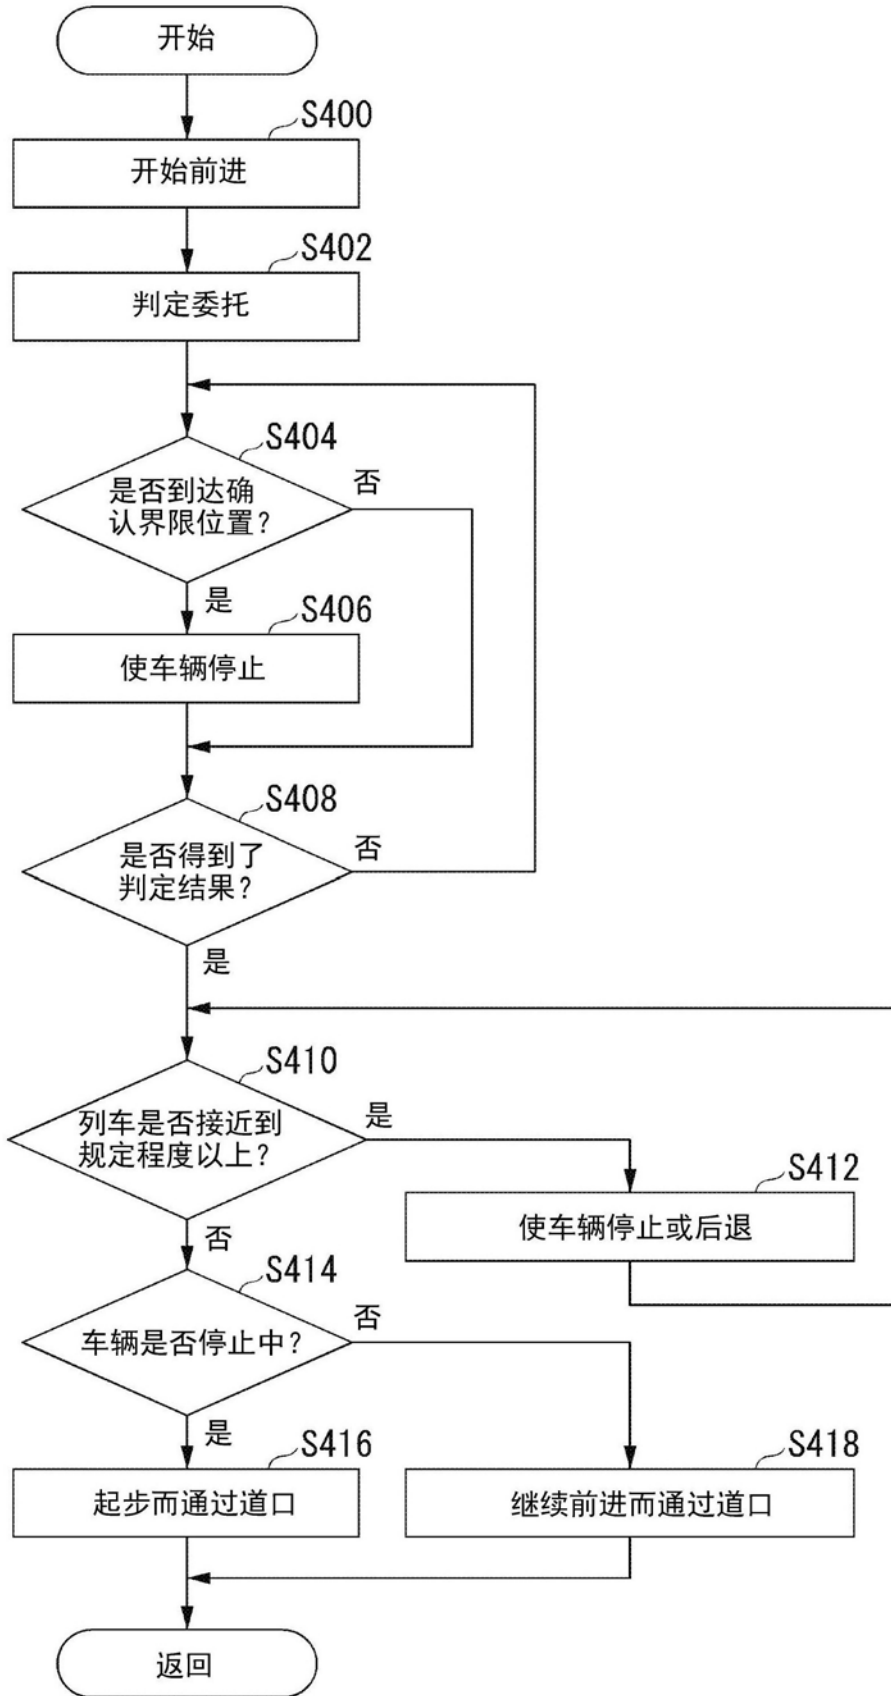 开始
S400
开始前进
S402
判定委托
S404
是否到达确
认界限位置?
否
是
S406
使车辆停止
S408
是否得到了
判定结果?
否
是
S410
列车是否接近到
规定程度以上?
是
S412
使车辆停止或后退
否
S414
车辆是否停止中?
否
是
S416
起步而通过道口
S418
继续前进而通过道口
返回